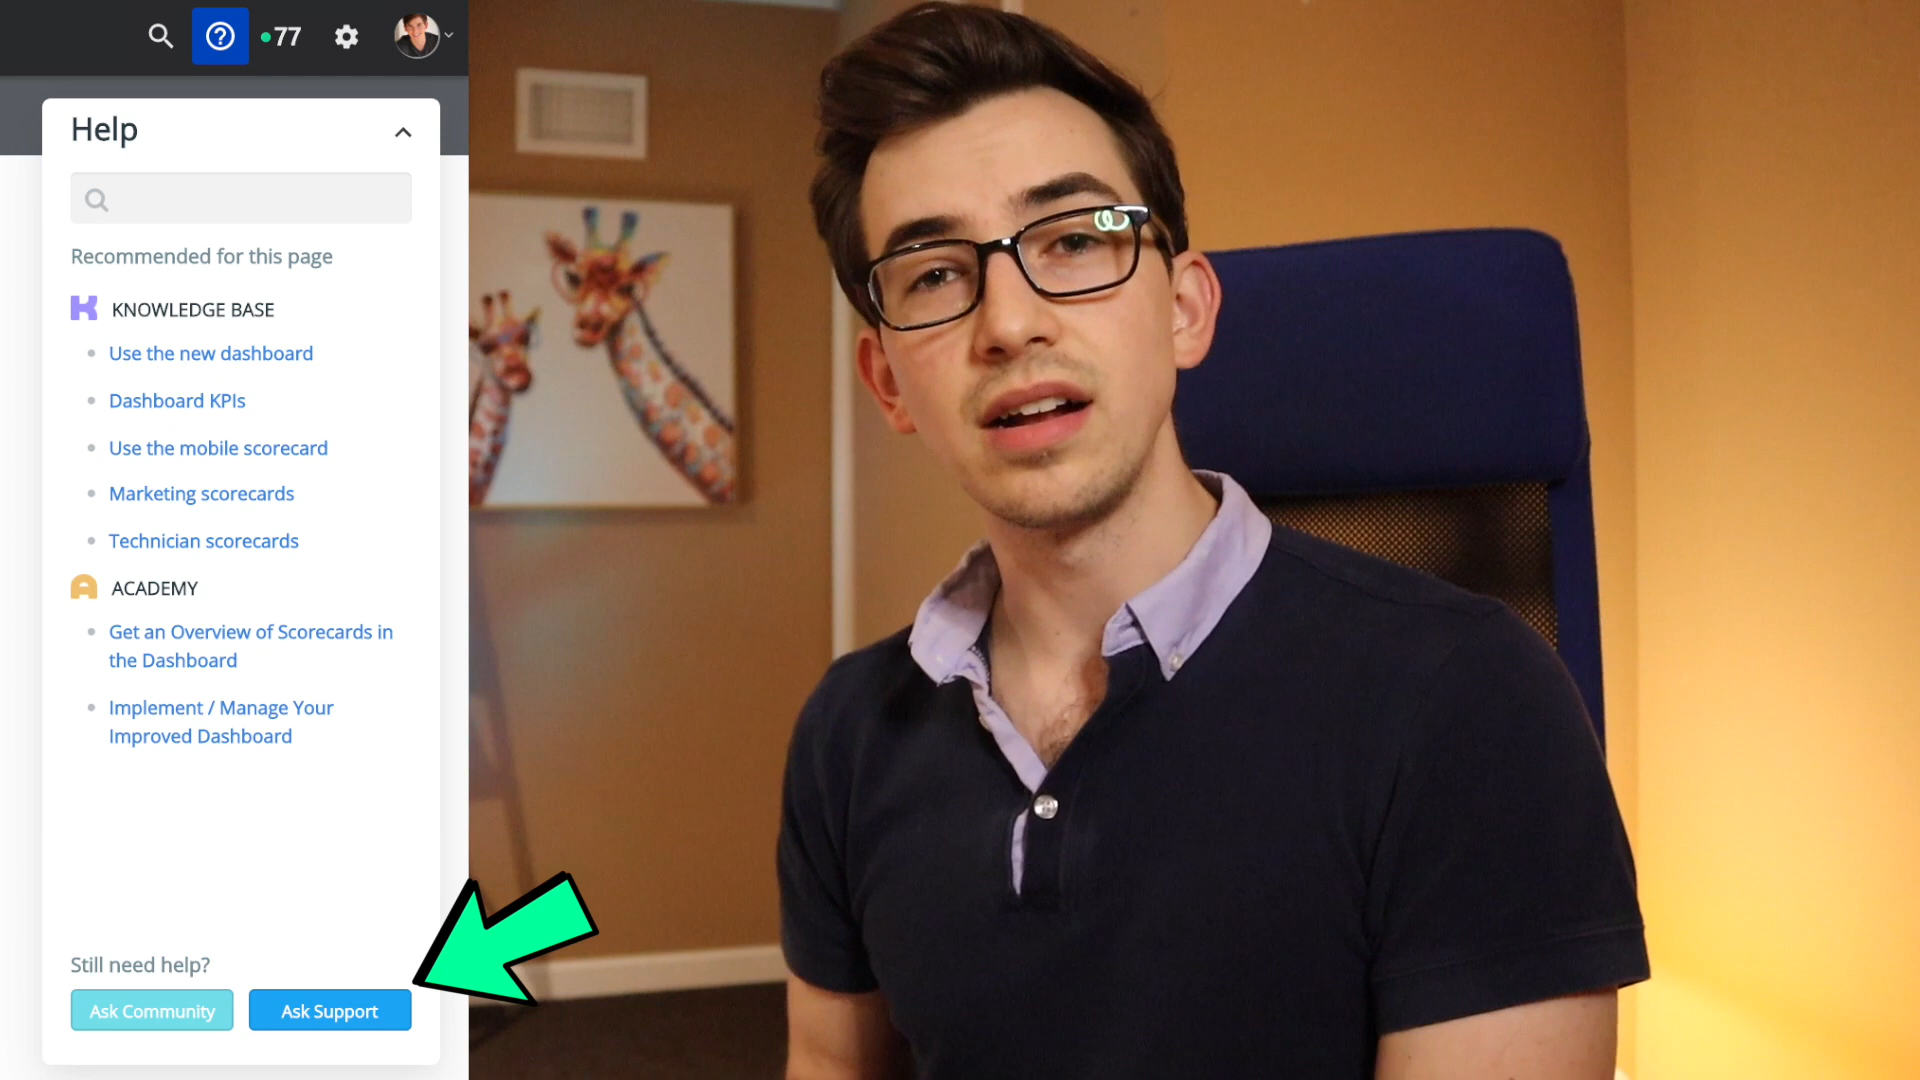 77
Help
Recommended for this page
KNOWLEDGE BASE
Use the new dashboard
Dashboard KPIs
Use the mobile scorecard
Marketing scorecards
Technician scorecards
ACADEMY
Get an Overview of Scorecards in
the Dashboard
Implement / Manage Your
Improved Dashboard
Still need help?
Ask Community
Ask Support